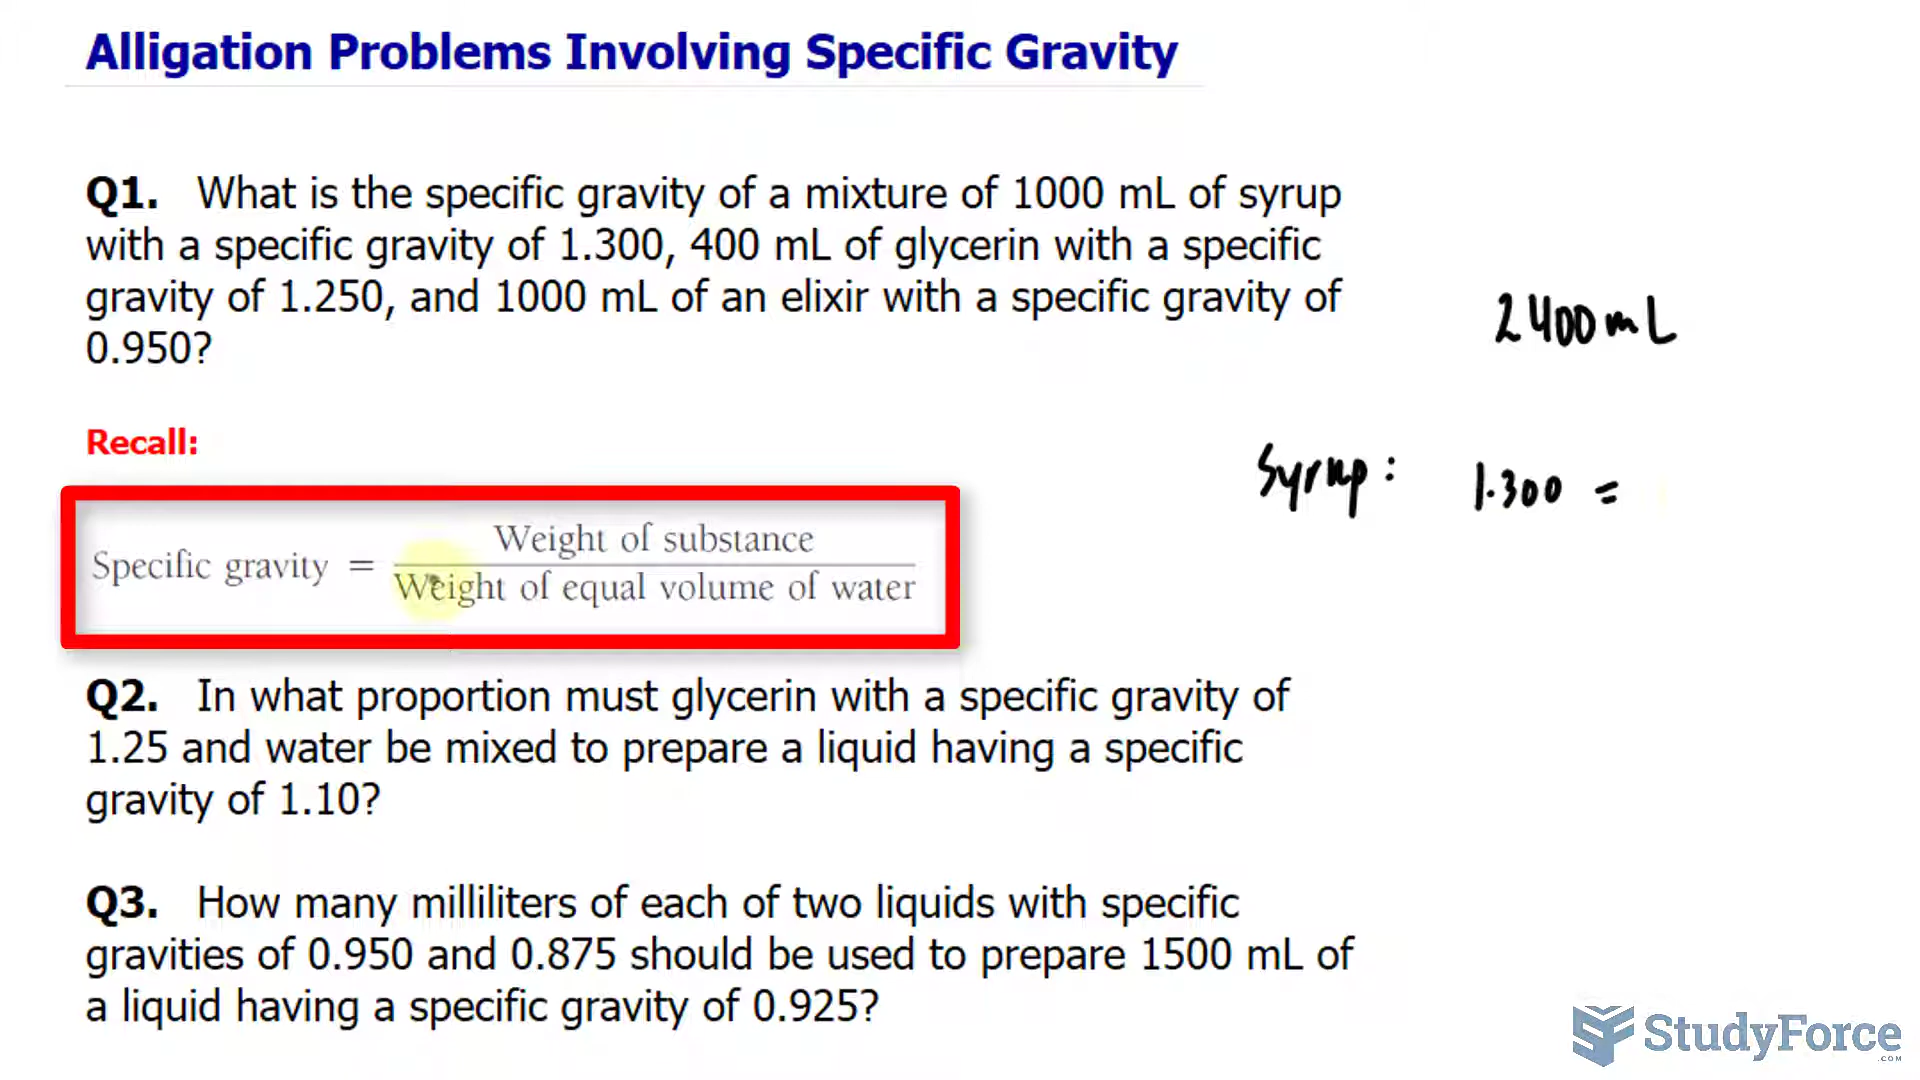 Alligation Problems Involving Specific Gravity
Q1. What is the specific gravity of a mixture of 1000 mL of syrup
with a specific gravity of 1.300, 400 mL of glycerin with a specific
gravity of 1.250, and 1000 mL of an elixir with a specific gravity of
0.950?
2400mL
Recall:
Syrup: 1.300 =
Specific gravity = Weight of substance
Weight of equal volume of water
Q2. In what proportion must glycerin with a specific gravity of
1.25 and water be mixed to prepare a liquid having a specific
gravity of 1.10?
Q3. How many milliliters of each of two liquids with specific
gravities of 0.950 and 0.875 should be used to prepare 1500 mL of
a liquid having a specific gravity of 0.925?
StudyForce
.COM